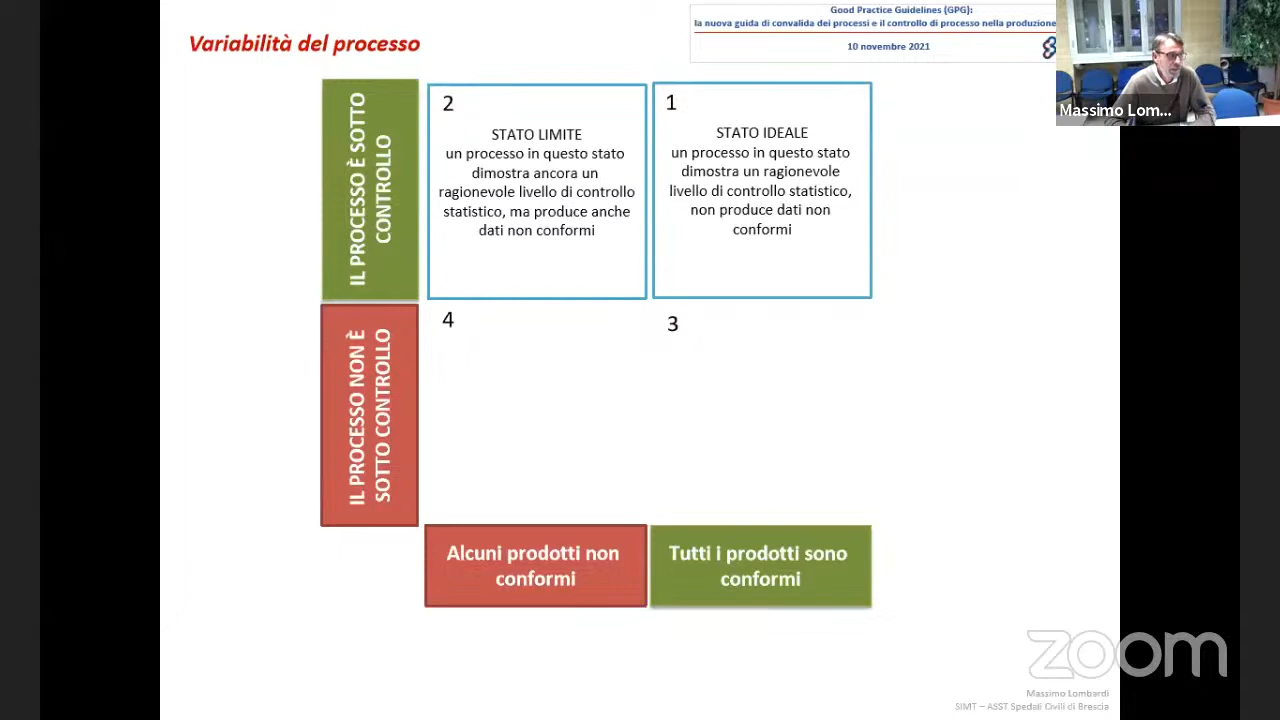 Variabilità del processo
Good Practice Guidelines (GPG):
la nuova guida di convalida dei processi e il controllo di processo nella produzione
10 novembre 2021
Massimo Lom...
IL PROCESSO È SOTTO
CONTROLLO
2
STATO LIMITE
un processo in questo stato
dimostra ancora un
ragionevole livello di controllo
statistico, ma produce anche
dati non conformi
1
STATO IDEALE
un processo in questo stato
dimostra un ragionevole
livello di controllo statistico,
non produce dati non
conformi
IL PROCESSO NON È
SOTTO CONTROLLO
4
3
Alcuni prodotti non
conformi
Tutti i prodotti sono
conformi
zoom
Massimo Lombardi
SIMT – ASST Spedali Civili di Brescia